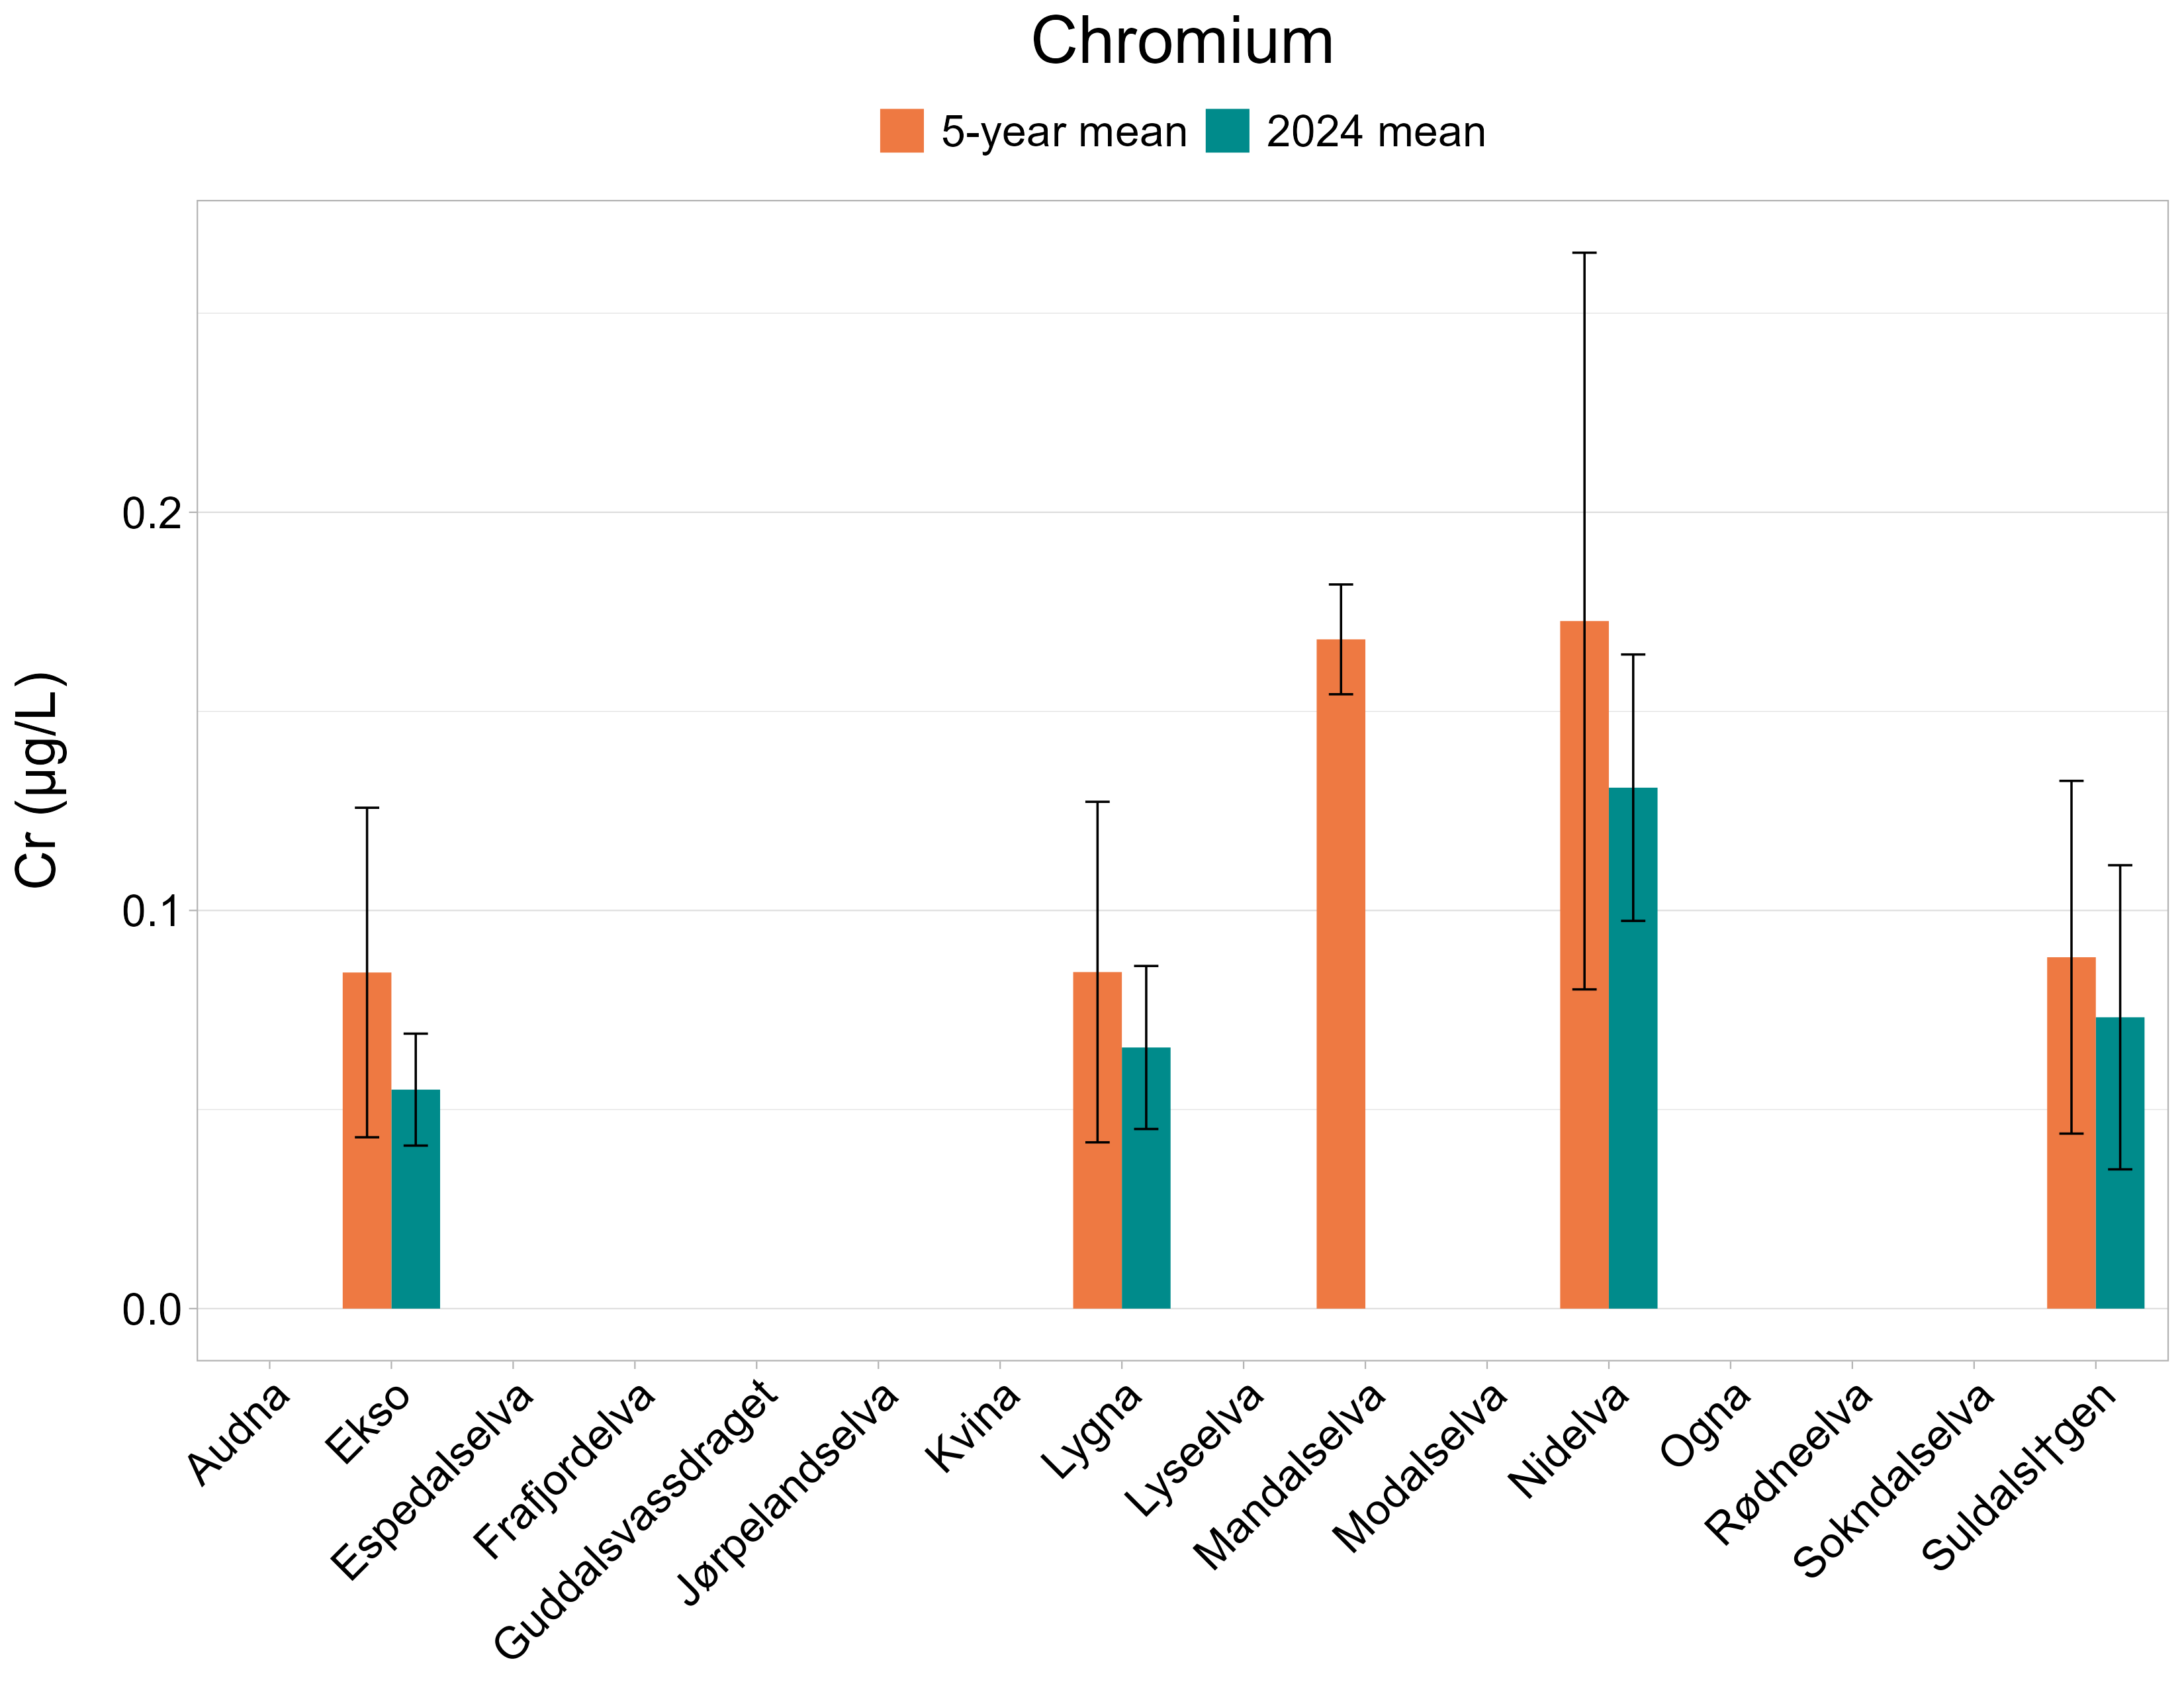 Chromium
5-year mean 2024 mean
Cr (µg/L)
0.2
0.1
0.0
Audna
Ekso
Espedalselva
Frafjordelva
Guddalsvassdraget
Jørpelandselva
Kvina
Lygna
Lyseelva
Mandalselva
Modalselva
Nidelva
Ogna
Rødneelva
Sokndalselva